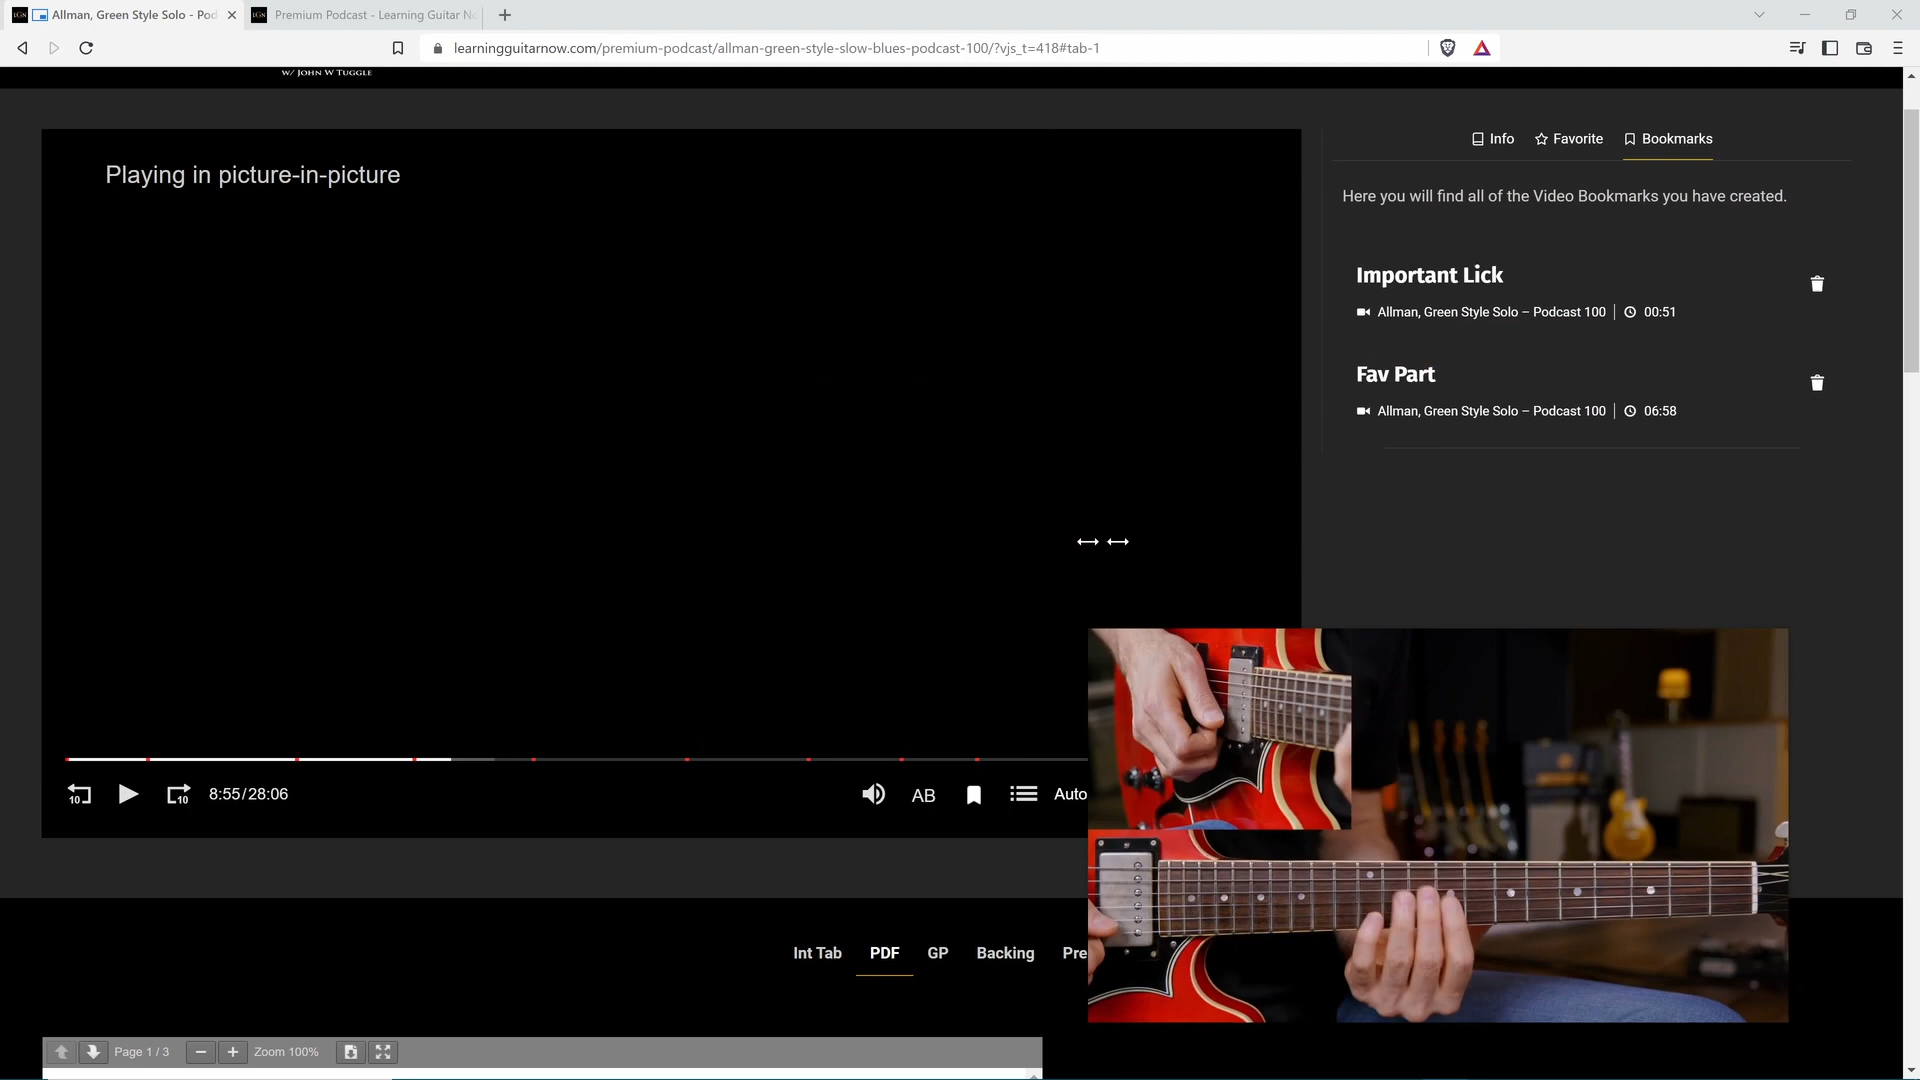 LGN Allman, Green Style Solo - Pod
LGN Premium Podcast - Learning Guitar N
learningguitarnow.com/premium-podcast/allman-green-style-slow-blues-podcast-100/?vjs_t=418#tab-1
W/ JOHN W TUGGLE
Playing in picture-in-picture
Info Favorite Bookmarks
Here you will find all of the Video Bookmarks you have created.
Important Lick
Allman, Green Style Solo – Podcast 100 | 00:51
Fav Part
Allman, Green Style Solo – Podcast 100 | 06:58
10 10 8:55/28:06 AB Auto
Int Tab PDF GP Backing Pre
Page 1 / 3 Zoom 100%